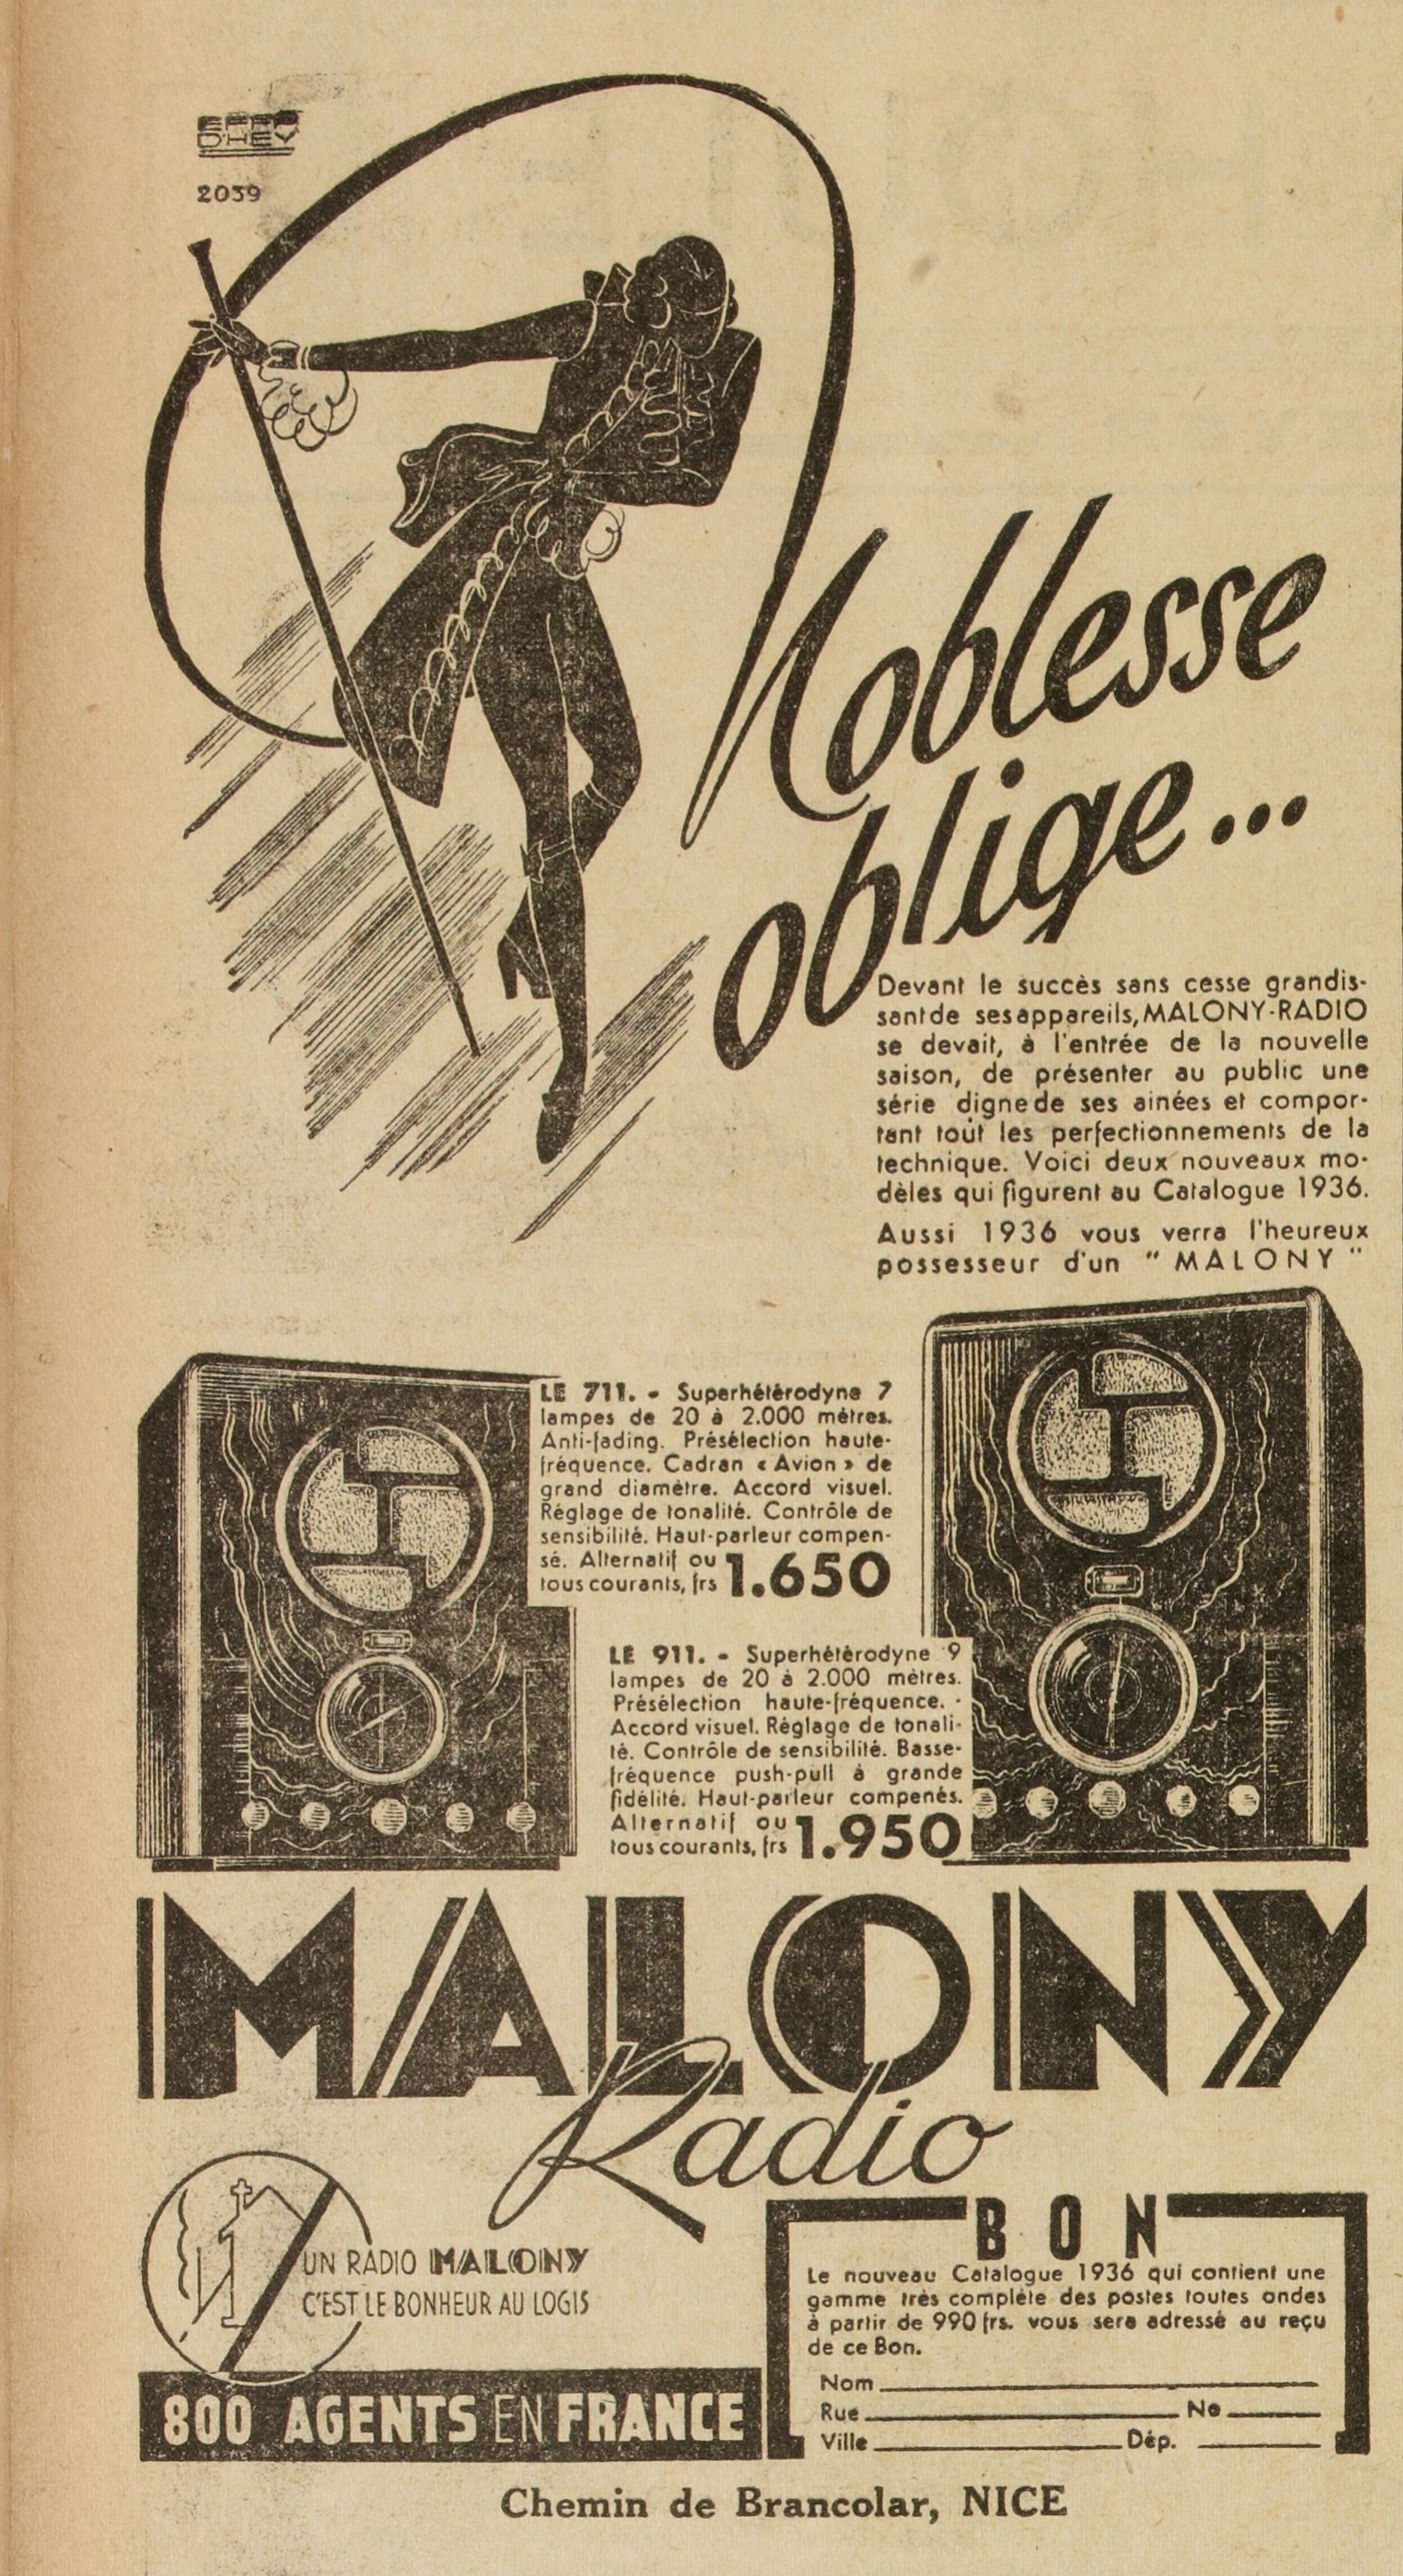 D'HEY
2039
Noblesse
oblige...
Devant le succès sans cesse grandis-
santde sesappareils, MALONY-RADIO
se devait, à l'entrée de la nouvelle
saison, de présenter au public une
série dignede ses ainées et compor-
tant tout les perfectionnements de la
technique. Voici deux nouveaux mo-
dèles qui figurent au Catalogue 1936.
Aussi 1936 vous verra l'heureux
possesseur d'un " MALONY "
LE 711. - Superhétérodyne 7
lampes de 20 à 2.000 mètres.
Anti-fading. Présélection haute-
fréquence. Cadran « Avion » de
grand diamètre. Accord visuel.
Réglage de tonalité. Contrôle de
sensibilité. Haut-parleur compen-
sé. Alternatif ou
tous courants, frs 1.650
LE 911. - Superhétérodyne 9
lampes de 20 à 2.000 mètres.
Présélection haute-fréquence. -
Accord visuel. Réglage de tonali-
té. Contrôle de sensibilité. Basse-
fréquence push-pull à grande
fidélité. Haut-parleur compenés.
Alternatif ou
tous courants, frs 1.950
MALONY
Radio
UN RADIO MALONY
C'EST LE BONHEUR AU LOGIS
800 AGENTS EN FRANCE
BON
Le nouveau Catalogue 1936 qui contient une
gamme très complète des postes toutes ondes
à partir de 990 frs. vous sera adressé au reçu
de ce Bon.
Nom
Rue No
Ville Dép.
Chemin de Brancolar, NICE